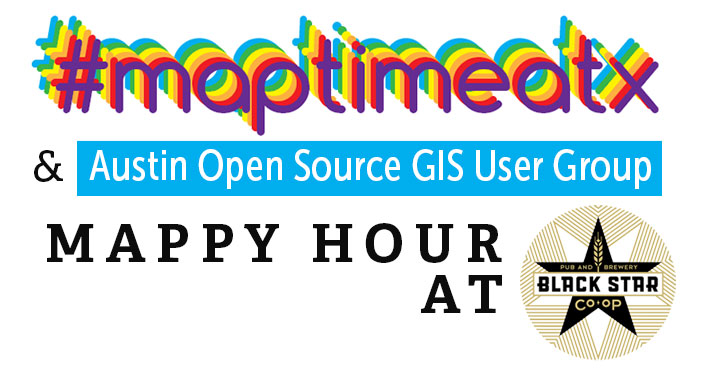 #maptimeatx
& Austin Open Source GIS User Group
MAPPY HOUR
AT
PUB AND BREWERY
BLACK STAR
CO-OP